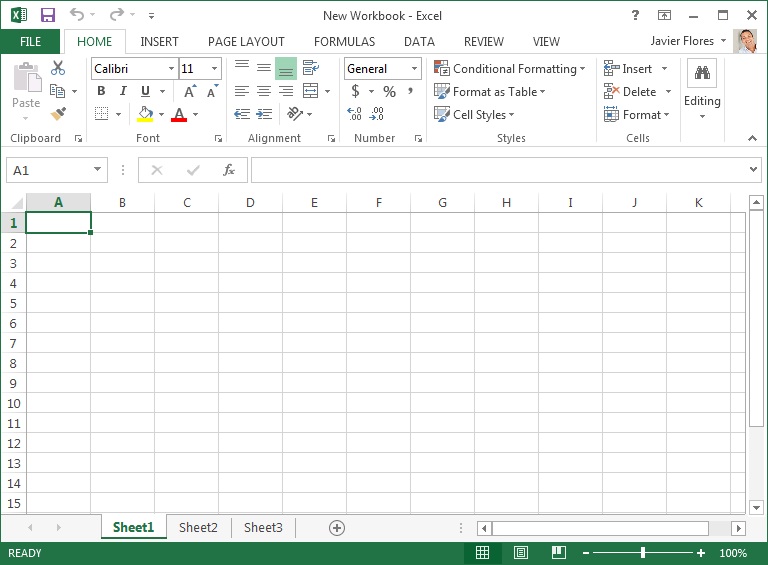 New Workbook - Excel
?
FILE HOME INSERT PAGE LAYOUT FORMULAS DATA REVIEW VIEW Javier Flores
Paste
Calibri 11
B I U A A
A
General
$ % ,
.0 .00
.00 .0
Conditional Formatting
Format as Table
Cell Styles
Insert
Delete
Format
Editing
Clipboard Font Alignment Number Styles Cells
A1 fx
A B C D E F G H I J K
1
2
3
4
5
6
7
8
9
10
11
12
13
14
15
Sheet1 Sheet2 Sheet3
READY 100%